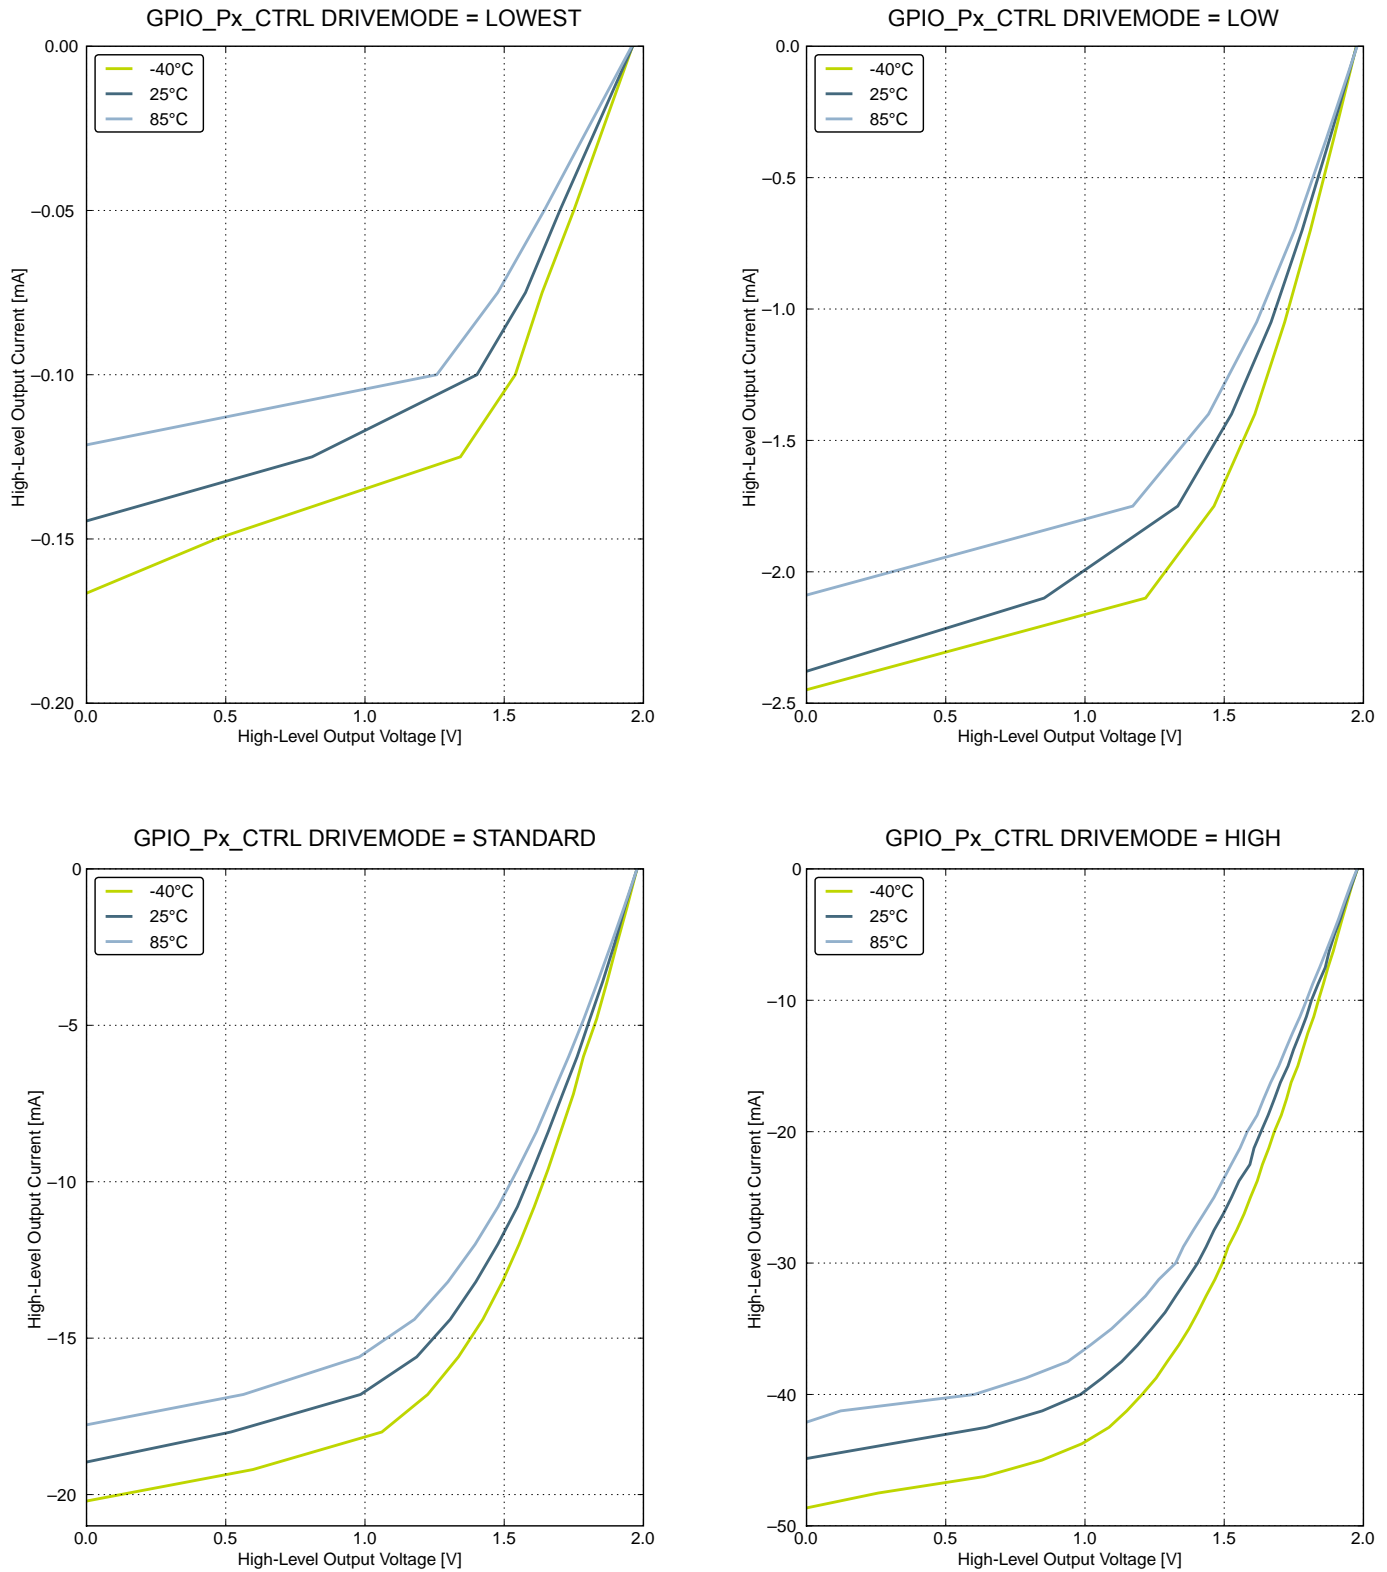 GPIO_Px_CTRL DRIVEMODE = LOWEST
0.00
–0.05
–0.10
–0.15
–0.20
High-Level Output Current [mA]
-40°C
25°C
85°C
0.0 0.5 1.0 1.5 2.0
High-Level Output Voltage [V]
GPIO_Px_CTRL DRIVEMODE = LOW
0.0
–0.5
–1.0
–1.5
–2.0
–2.5
High-Level Output Current [mA]
-40°C
25°C
85°C
0.0 0.5 1.0 1.5 2.0
High-Level Output Voltage [V]
GPIO_Px_CTRL DRIVEMODE = STANDARD
0
–5
–10
–15
–20
High-Level Output Current [mA]
-40°C
25°C
85°C
0.0 0.5 1.0 1.5 2.0
High-Level Output Voltage [V]
GPIO_Px_CTRL DRIVEMODE = HIGH
0
–10
–20
–30
–40
–50
High-Level Output Current [mA]
-40°C
25°C
85°C
0.0 0.5 1.0 1.5 2.0
High-Level Output Voltage [V]